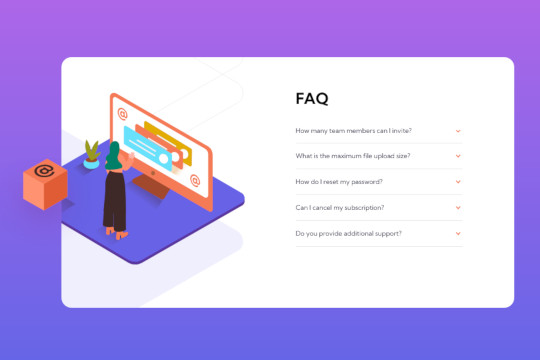 FAQ
How many team members can I invite?
What is the maximum file upload size?
How do I reset my password?
Can I cancel my subscription?
Do you provide additional support?
@
@
@